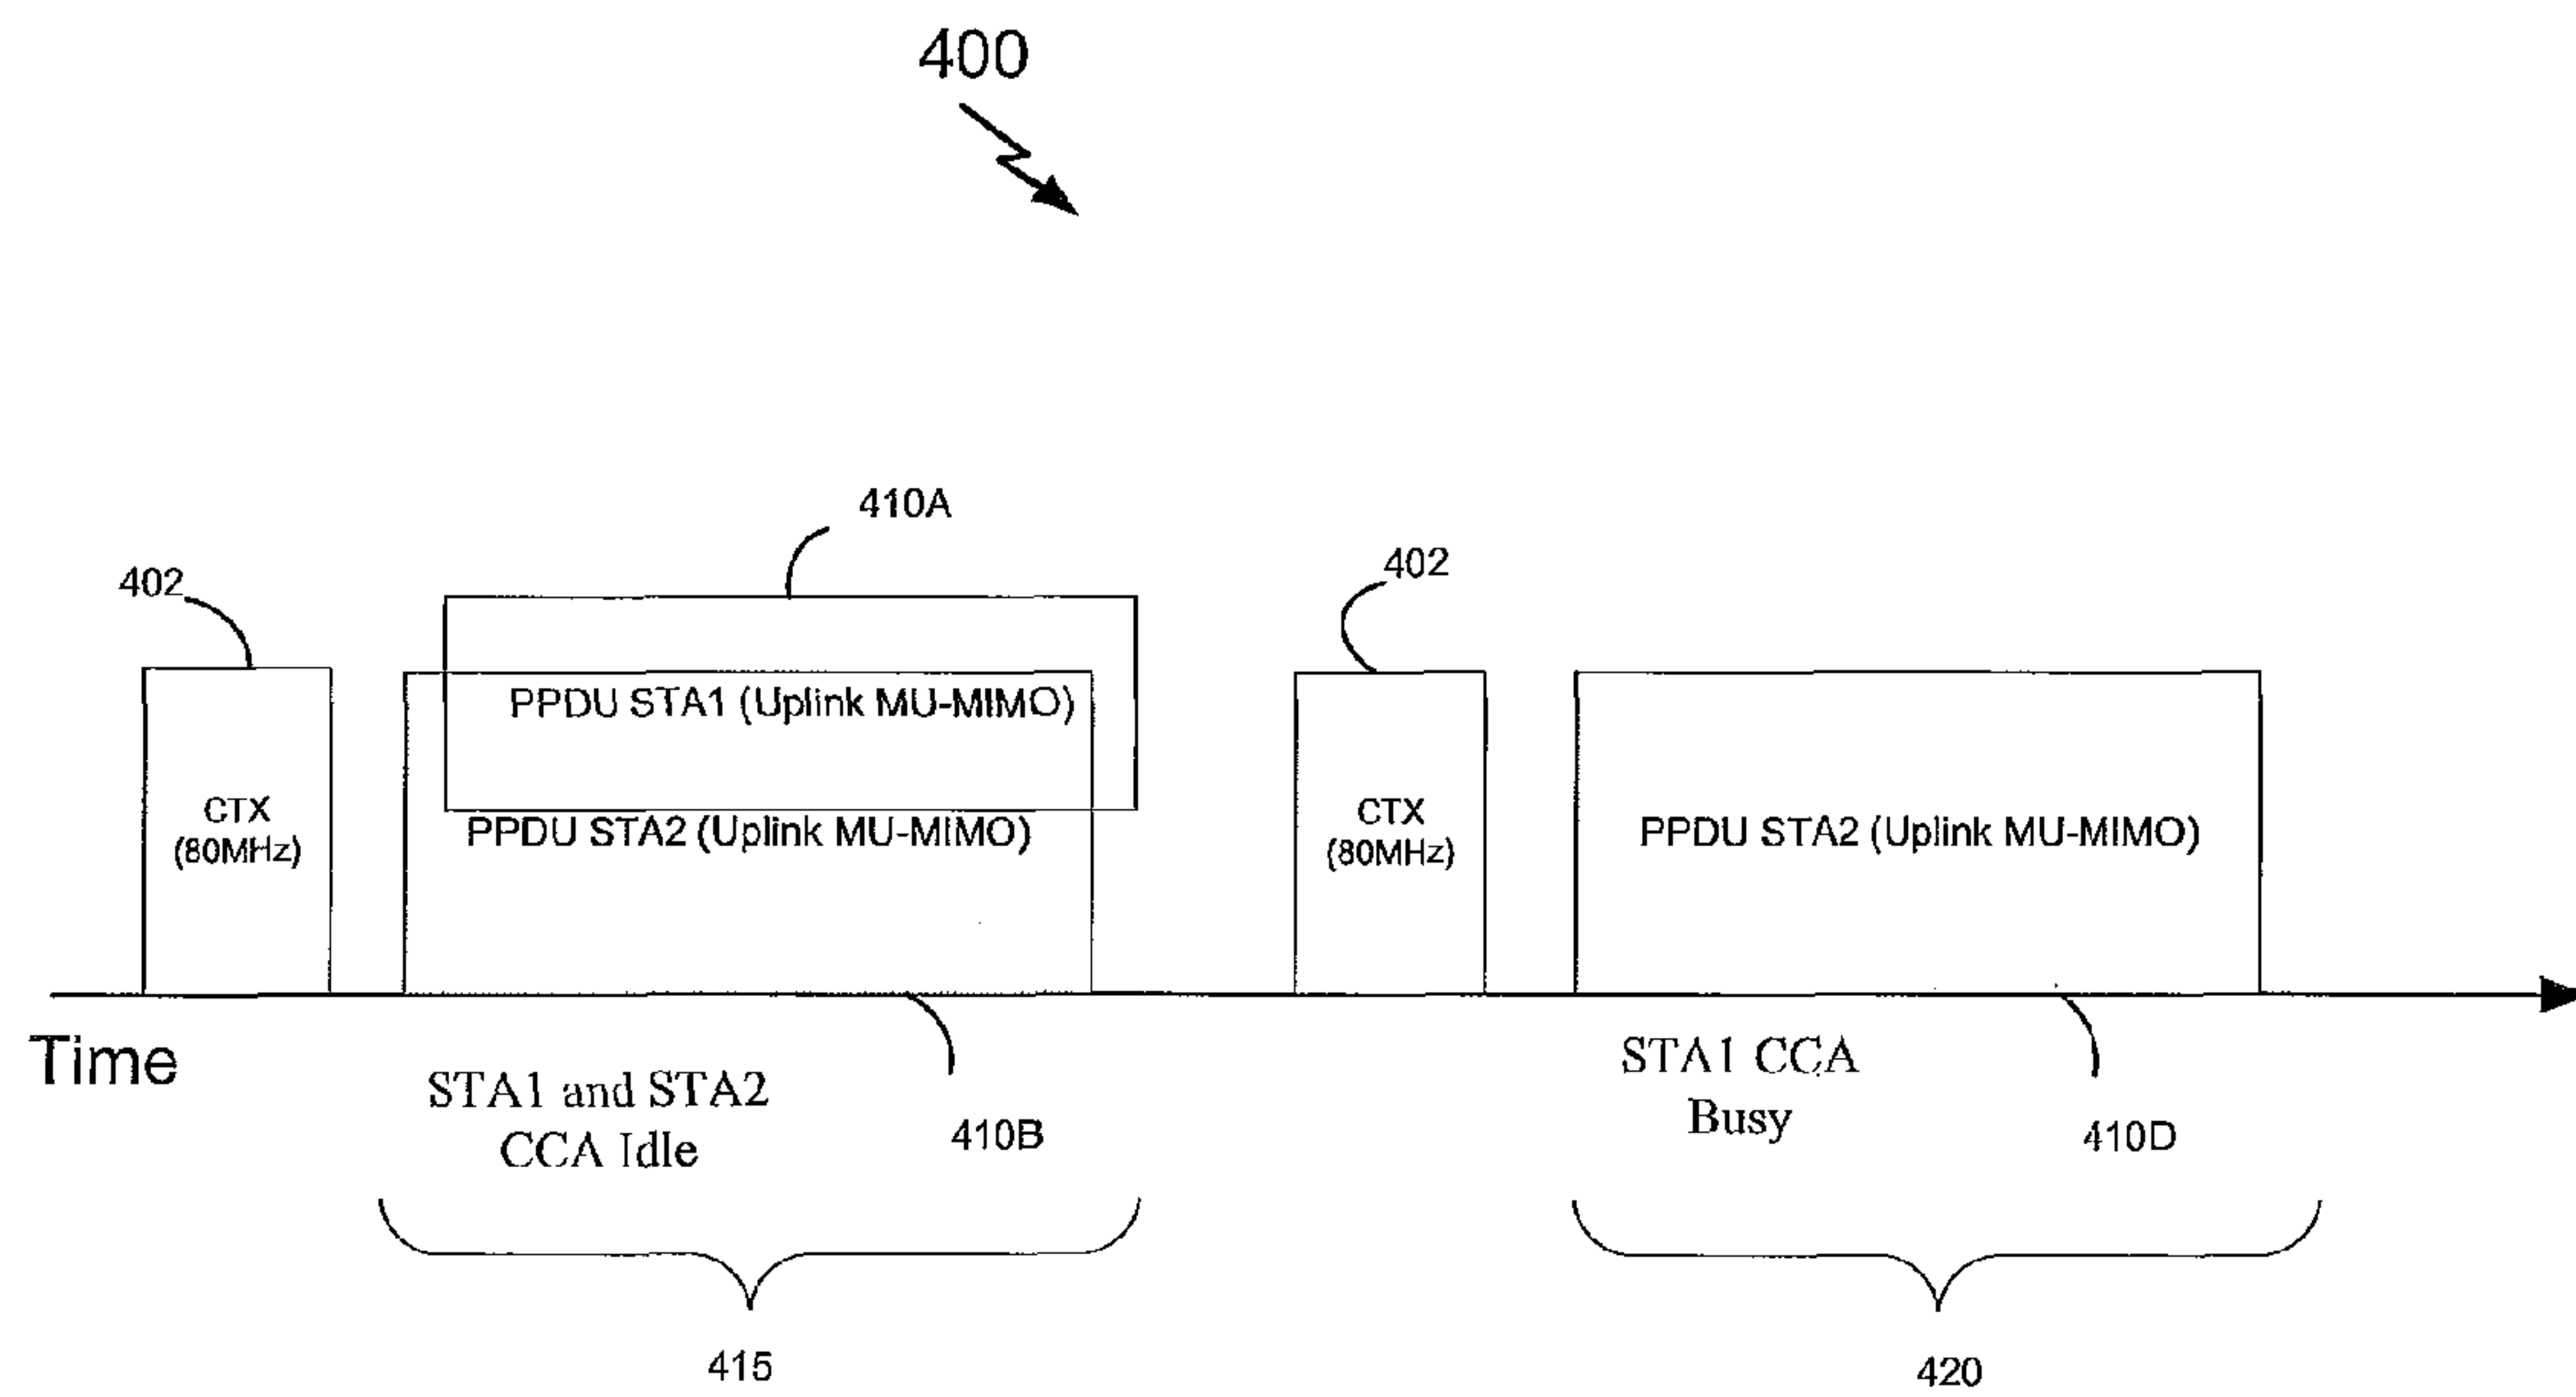 400
410A
402
402
PPDU STA1 (Uplink MU-MIMO)
PPDU STA2 (Uplink MU-MIMO)
CTX
(80MHz)
CTX
(80MHz)
PPDU STA2 (Uplink MU-MIMO)
Time
STA1 and STA2
CCA Idle
410B
STA1 CCA
Busy
410D
415
420